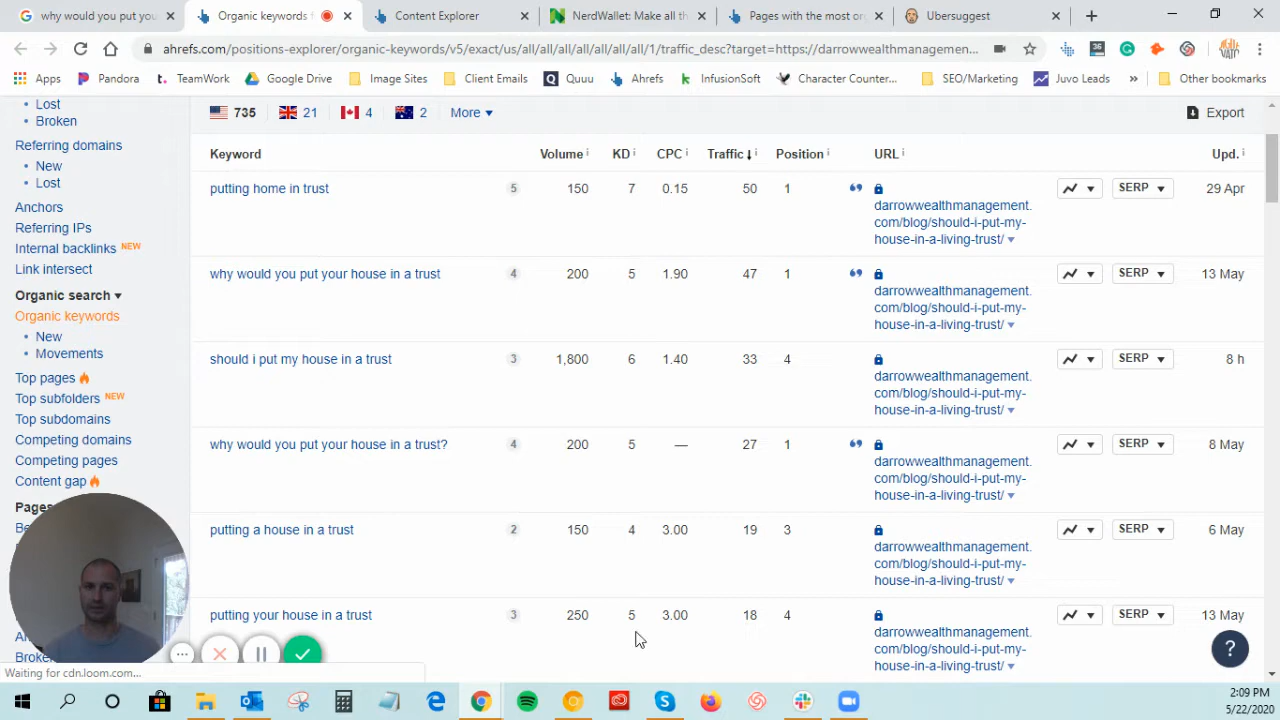 why would you put you
Organic keywords f
Content Explorer
NerdWallet: Make all th
Pages with the most or
Ubersuggest
ahrefs.com/positions-explorer/organic-keywords/v5/exact/us/all/all/all/all/all/all/1/traffic_desc?target=https://darrowwealthmanagemen...
36
Apps
Pandora
t. TeamWork
Google Drive
Image Sites
Client Emails
Quuu
Ahrefs
InfusionSoft
Character Counter...
SEO/Marketing
Juvo Leads
»
Other bookmarks
Lost
Broken
Referring domains
New
Lost
Anchors
Referring IPs
Internal backlinks NEW
Link intersect
Organic search
Organic keywords
New
Movements
Top pages
Top subfolders NEW
Top subdomains
Competing domains
Competing pages
Content gap
Pages
Be
An
Broken
735 21 4 2 More
Export
Keyword Volume KD CPC Traffic Position URL Upd.
putting home in trust 5 150 7 0.15 50 1 SERP 29 Apr
darrowwealthmanagement.
com/blog/should-i-put-my-
house-in-a-living-trust/
why would you put your house in a trust 4 200 5 1.90 47 1 SERP 13 May
darrowwealthmanagement.
com/blog/should-i-put-my-
house-in-a-living-trust/
should i put my house in a trust 3 1,800 6 1.40 33 4 SERP 8 h
darrowwealthmanagement.
com/blog/should-i-put-my-
house-in-a-living-trust/
why would you put your house in a trust? 4 200 5 — 27 1 SERP 8 May
darrowwealthmanagement.
com/blog/should-i-put-my-
house-in-a-living-trust/
putting a house in a trust 2 150 4 3.00 19 3 SERP 6 May
darrowwealthmanagement.
com/blog/should-i-put-my-
house-in-a-living-trust/
putting your house in a trust 3 250 5 3.00 18 4 SERP 13 May
darrowwealthmanagement.
com/blog/should-i-put-my-
house-in-a-living-trust/
?
Waiting for cdn.loom.com...
2:09 PM
5/22/2020